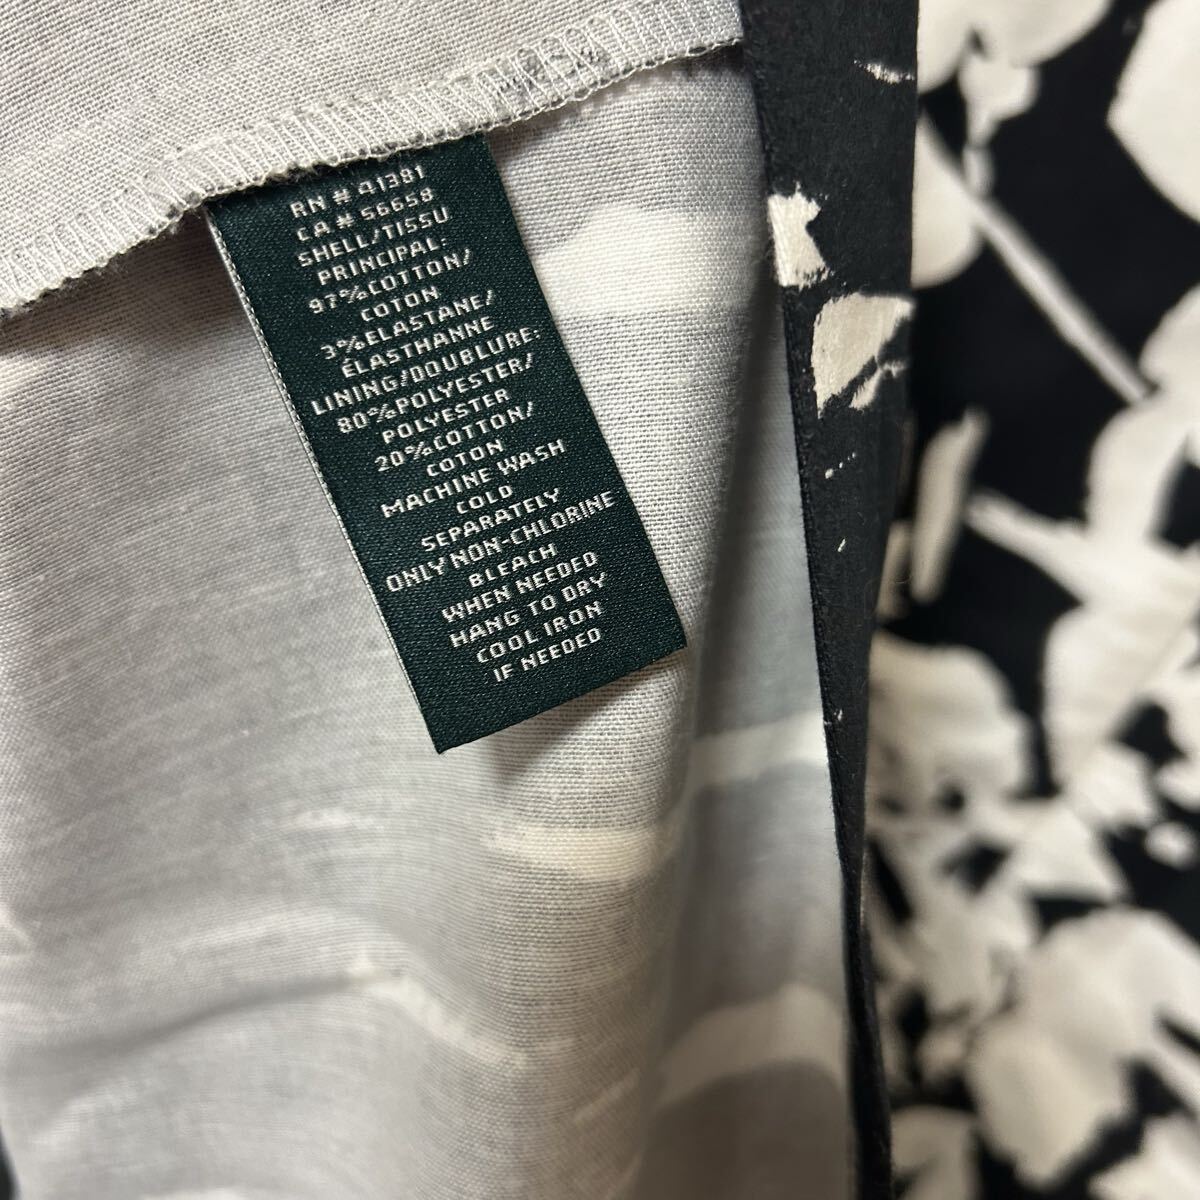 RN # 41381
CA # 56658
SHELL/TISSU
PRINCIPAL:
97%COTTON/
COTON
3%ELASTANE/
ÉLASTHANNE
LINING/DOUBLURE:
80%POLYESTER/
POLYESTER
20%COTTON/
COTON
MACHINE WASH
COLD
SEPARATELY
ONLY NON-CHLORINE
BLEACH
WHEN NEEDED
HANG TO DRY
COOL IRON
IF NEEDED